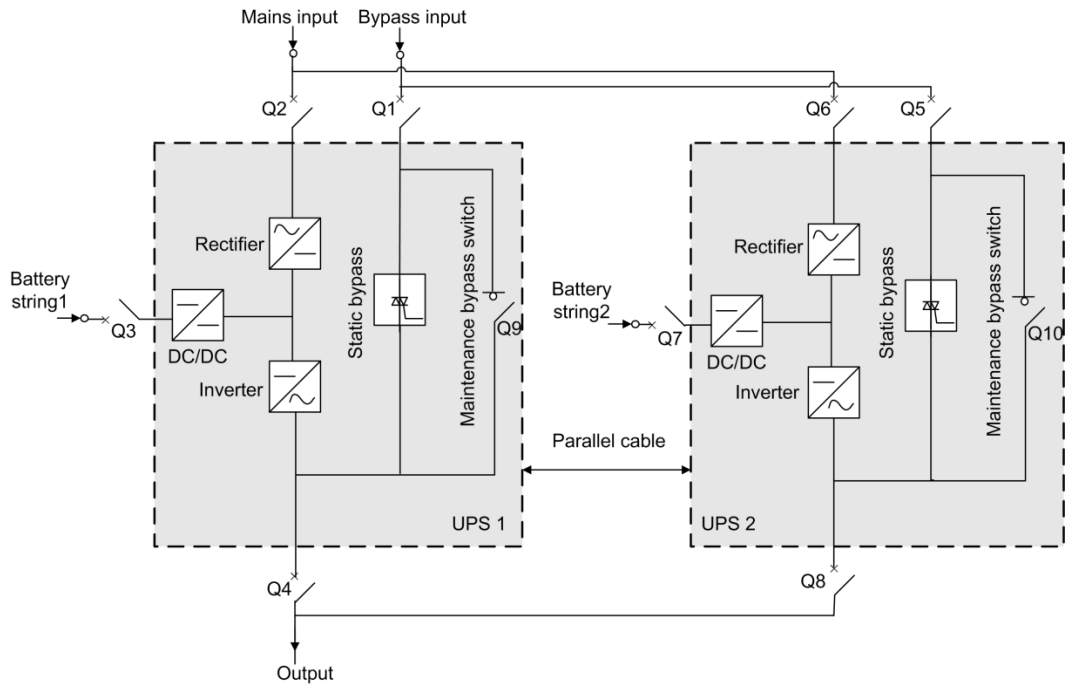 Mains input
Bypass input
Q2
Q1
Q6
Q5
Rectifier
Static bypass
Maintenance bypass switch
Q9
Battery
string1
Q3
DC/DC
Inverter
UPS 1
Parallel cable
Rectifier
Static bypass
Maintenance bypass switch
Q10
Battery
string2
Q7
DC/DC
Inverter
UPS 2
Q4
Q8
Output